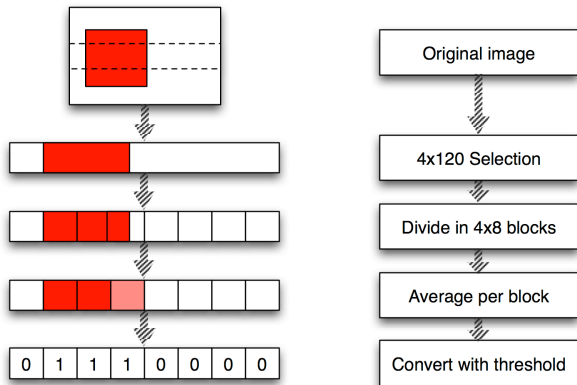 Original image
4x120 Selection
Divide in 4x8 blocks
Average per block
0 1 1 1 0 0 0 0
Convert with threshold